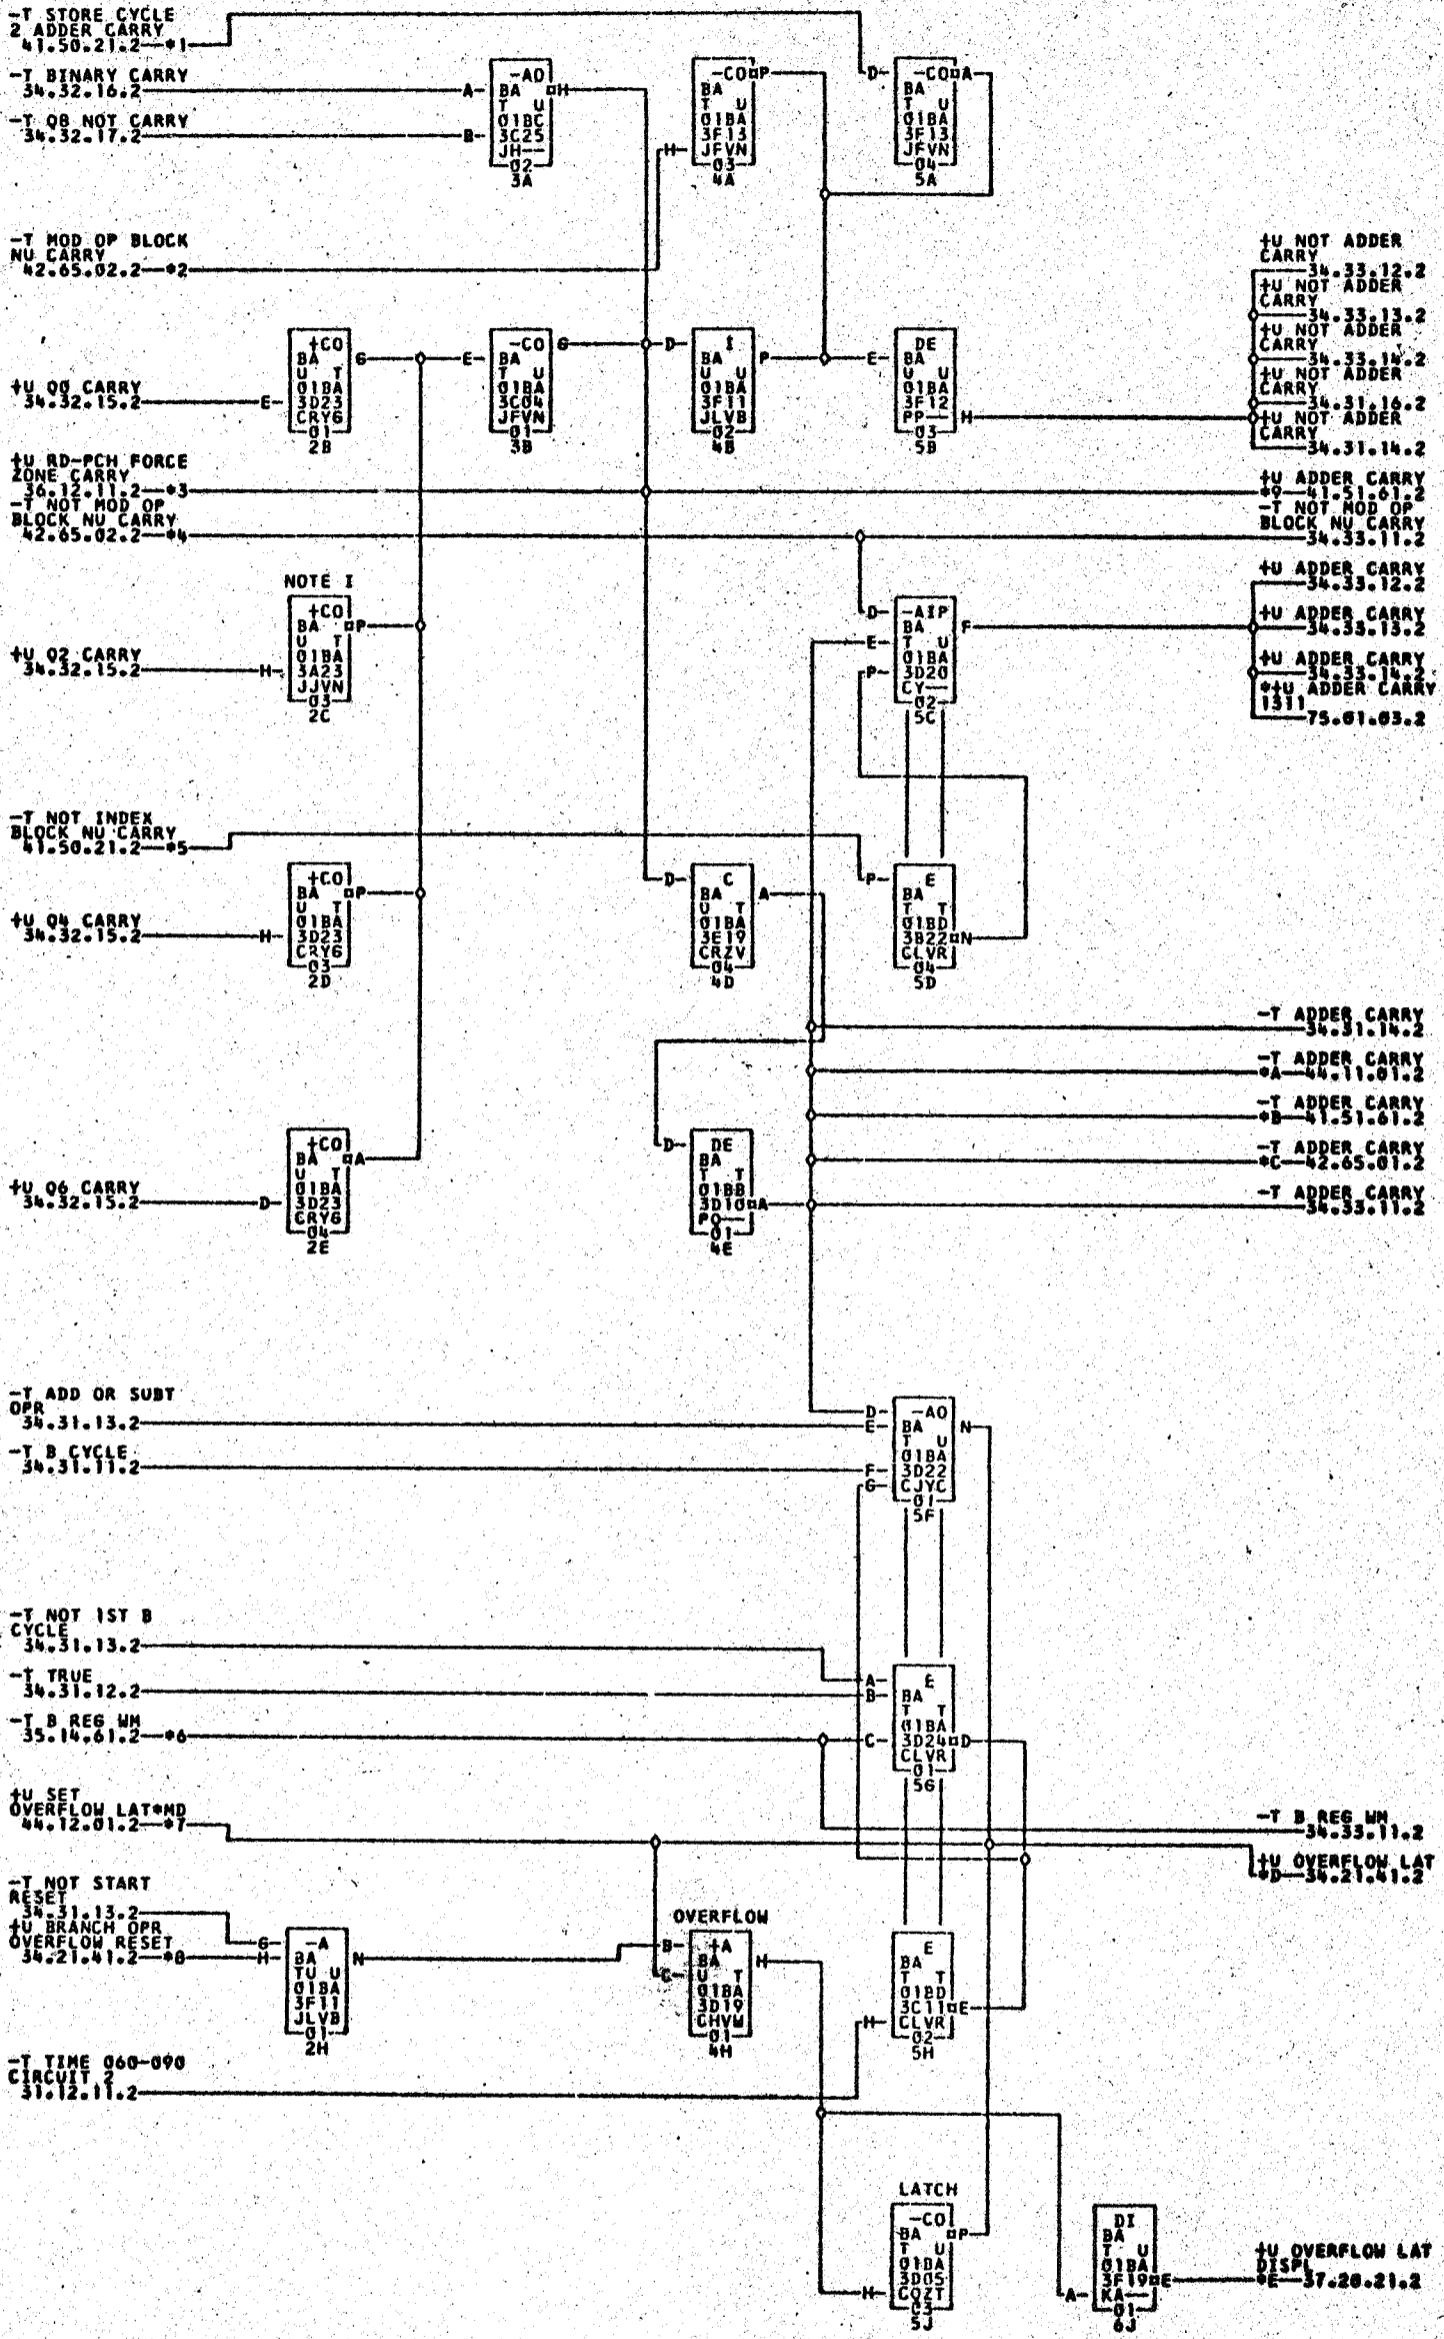 -T STORE CYCLE
2 ADDER CARRY
41.50.21.2—*1
-T BINARY CARRY
34.32.16.2
-T Q8 NOT CARRY
34.32.17.2
A-
B-
-AO
BA H
T U
01BC
3C25
JH—
02
3A
-CO P
BA
T U
01BA
3F13
JFVN
03
4A
H-
D-
-CO A
BA
T U
01BA
3F13
JFVN
04
5A
-T MOD OP BLOCK
NU CARRY
42.65.02.2—*2
+U NOT ADDER
CARRY
34.33.12.2
+U NOT ADDER
CARRY
34.33.13.2
+U NOT ADDER
CARRY
34.33.14.2
+U NOT ADDER
CARRY
34.31.16.2
+U NOT ADDER
CARRY
34.31.14.2
+U Q0 CARRY
34.32.15.2
E-
+CO
BA G
U T
01BA
3D23
CRYG
01
2B
E-
-CO G
BA
T U
01BA
3C04
JFVN
01
3B
D-
I
BA P
U U
01BA
3F11
JLVB
02
4B
E-
DE
BA
U U
01BA
3F12
PP— H
03
5B
+U RD-PCH FORCE
ZONE CARRY
36.12.11.2—*3
-T NOT MOD OP
BLOCK NU CARRY
42.65.02.2—*4
+U ADDER CARRY
*9—41.51.61.2
-T NOT MOD OP
BLOCK NU CARRY
34.33.11.2
+U ADDER CARRY
34.33.12.2
+U ADDER CARRY
34.33.13.2
+U ADDER CARRY
34.33.14.2
*+U ADDER CARRY
1311
75.01.03.2
NOTE I
+U Q2 CARRY
34.32.15.2
H-
+CO
BA P
U T
01BA
3A23
JJVN
03
2C
D-
E-
P-
-AIP
BA F
T U
01BA
3D20
CY—
02
5C
-T NOT INDEX
BLOCK NU CARRY
41.50.21.2—*5
+U Q4 CARRY
34.32.15.2
H-
+CO
BA P
U T
01BA
3D23
CRYG
03
2D
D-
C
BA A
U T
01BA
3E19
CRZV
04
4D
P-
E
BA
T T
01BD
3B22 N
CLVR
04
5D
-T ADDER CARRY
34.31.14.2
-T ADDER CARRY
*A—44.11.01.2
-T ADDER CARRY
*B—41.51.61.2
-T ADDER CARRY
*C—42.65.01.2
-T ADDER CARRY
34.33.11.2
+U Q6 CARRY
34.32.15.2
D-
+CO
BA A
U T
01BA
3D23
CRYG
04
2E
D-
DE
BA
T T
01BB
3D10 A
PQ—
01
4E
-T ADD OR SUBT
OPR
34.31.13.2
-T B CYCLE
34.31.11.2
D-
E-
F-
G-
-AO
BA N
T U
01BA
3D22
CJYC
01
5F
-T NOT 1ST B
CYCLE
34.31.13.2
-T TRUE
34.31.12.2
-T B REG WM
35.14.61.2—*6
A-
B-
C-
E
BA
T T
01BA
3D24 D
CLVR
01
5G
+U SET
OVERFLOW LAT*MD
44.12.01.2—*7
-T B REG WM
34.33.11.2
+U OVERFLOW LAT
*D—34.21.41.2
-T NOT START
RESET
34.31.13.2
+U BRANCH OPR
OVERFLOW RESET
34.21.41.2—*8
G-
H-
-A
BA N
TU U
01BA
3F11
JLVB
01
2H
OVERFLOW
B-
C-
+A
BA H
U T
01BA
3D19
CHVW
01
4H
H-
E
BA
T T
01BD
3C11 E
CLVR
02
5H
-T TIME 060-090
CIRCUIT 2
31.12.11.2
LATCH
H-
-CO
BA P
T U
01BA
3D05
CQZT
5J
A-
DI
BA
T U
01BA
3F19 E
KA—
01
6J
+U OVERFLOW LAT
DISPL
*E—37.20.21.2